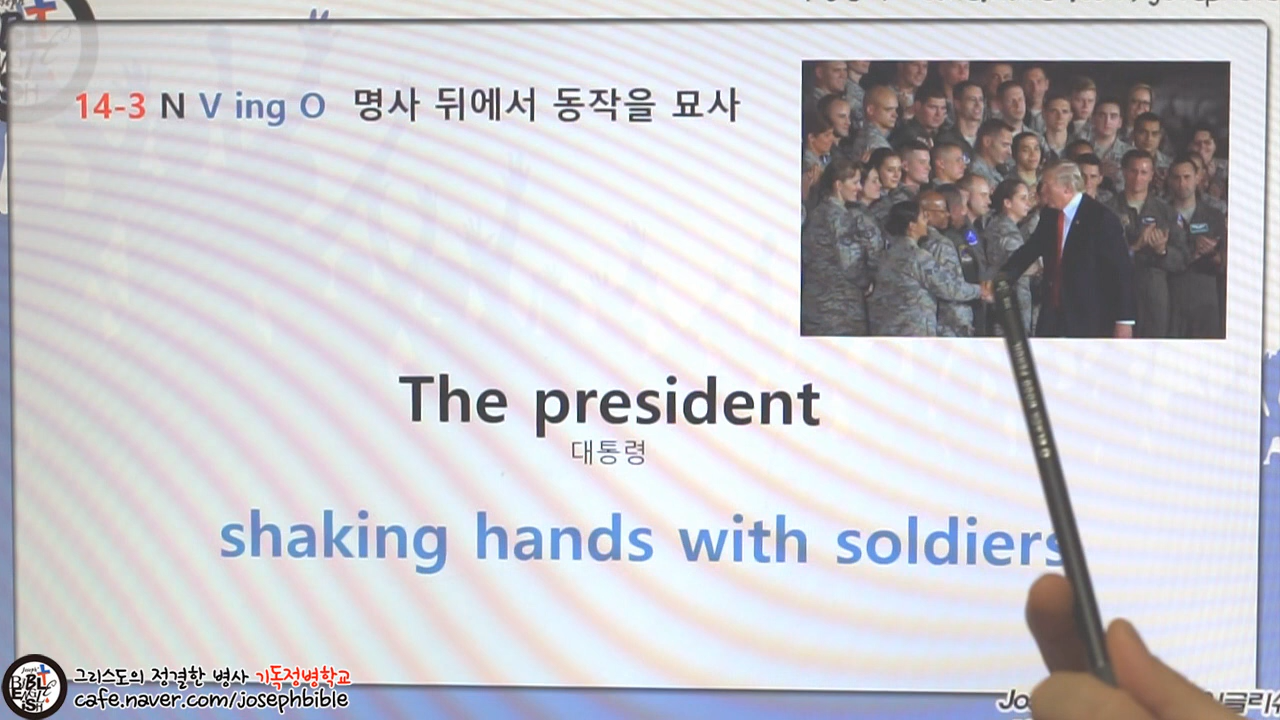 14-3 N V ing O 명사 뒤에서 동작을 묘사
The president
대통령
shaking hands with soldiers
그리스도의 정결한 병사 기독정병학교
cafe.naver.com/josephbible